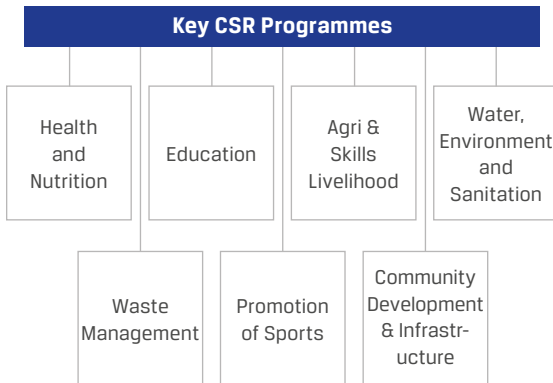 Key CSR Programmes
Health
and
Nutrition
Education
Agri &
Skills
Livelihood
Water,
Environment
and
Sanitation
Waste
Management
Promotion
of Sports
Community
Development
& Infrastr-
ucture